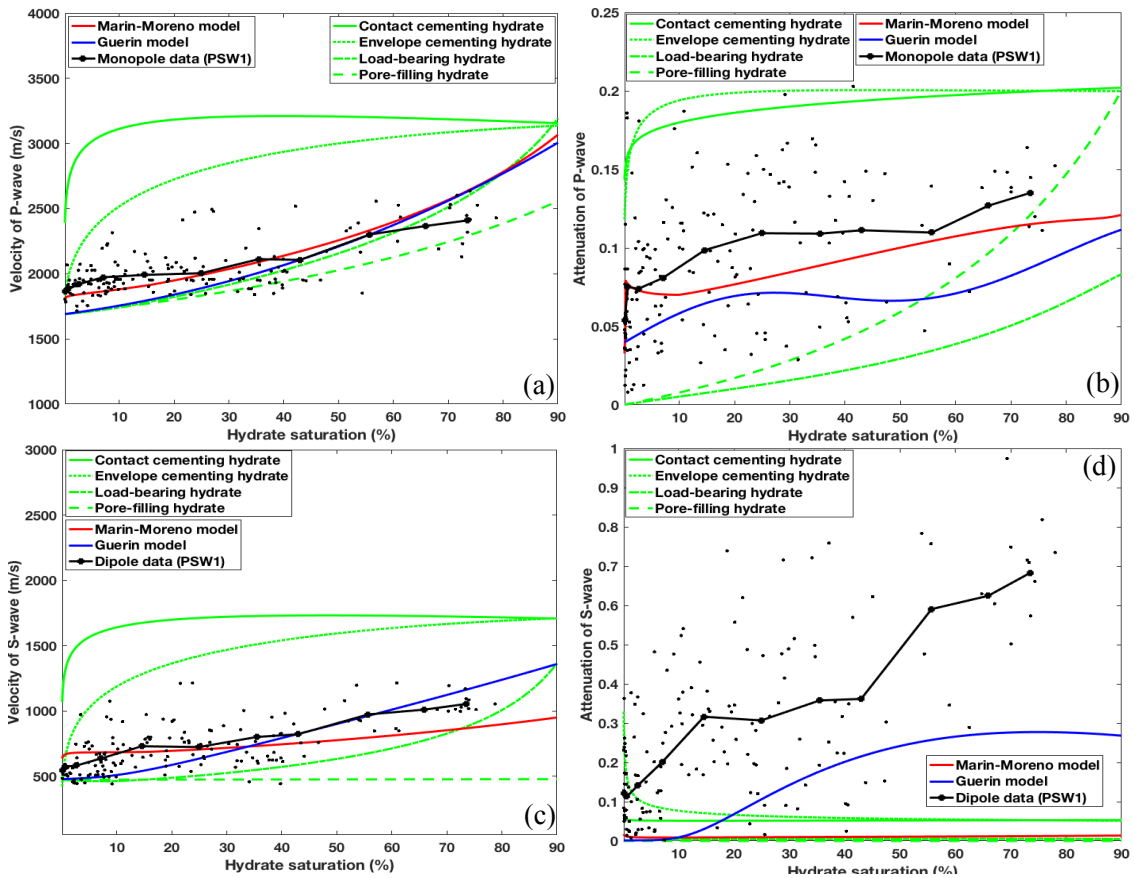 4000
3500
3000
2500
2000
1500
1000
Velocity of P-wave (m/s)
Marin-Moreno model
Guerin model
Monopole data (PSW1)
Contact cementing hydrate
Envelope cementing hydrate
Load-bearing hydrate
Pore-filling hydrate
(a)
10 20 30 40 50 60 70 80 90
Hydrate saturation (%)
0.25
0.2
0.15
0.1
0.05
0
Attenuation of P-wave
Contact cementing hydrate
Envelope cementing hydrate
Load-bearing hydrate
Pore-filling hydrate
Marin-Moreno model
Guerin model
Monopole data (PSW1)
(b)
10 20 30 40 50 60 70 80 90
Hydrate saturation (%)
3000
2500
2000
1500
1000
500
Velocity of S-wave (m/s)
Contact cementing hydrate
Envelope cementing hydrate
Load-bearing hydrate
Pore-filling hydrate
Marin-Moreno model
Guerin model
Dipole data (PSW1)
(c)
10 20 30 40 50 60 70 80 90
Hydrate saturation (%)
1
0.9
0.8
0.7
0.6
0.5
0.4
0.3
0.2
0.1
0
Attenuation of S-wave
Contact cementing hydrate
Envelope cementing hydrate
Load-bearing hydrate
Pore-filling hydrate
(d)
Marin-Moreno model
Guerin model
Dipole data (PSW1)
10 20 30 40 50 60 70 80 90
Hydrate saturation (%)